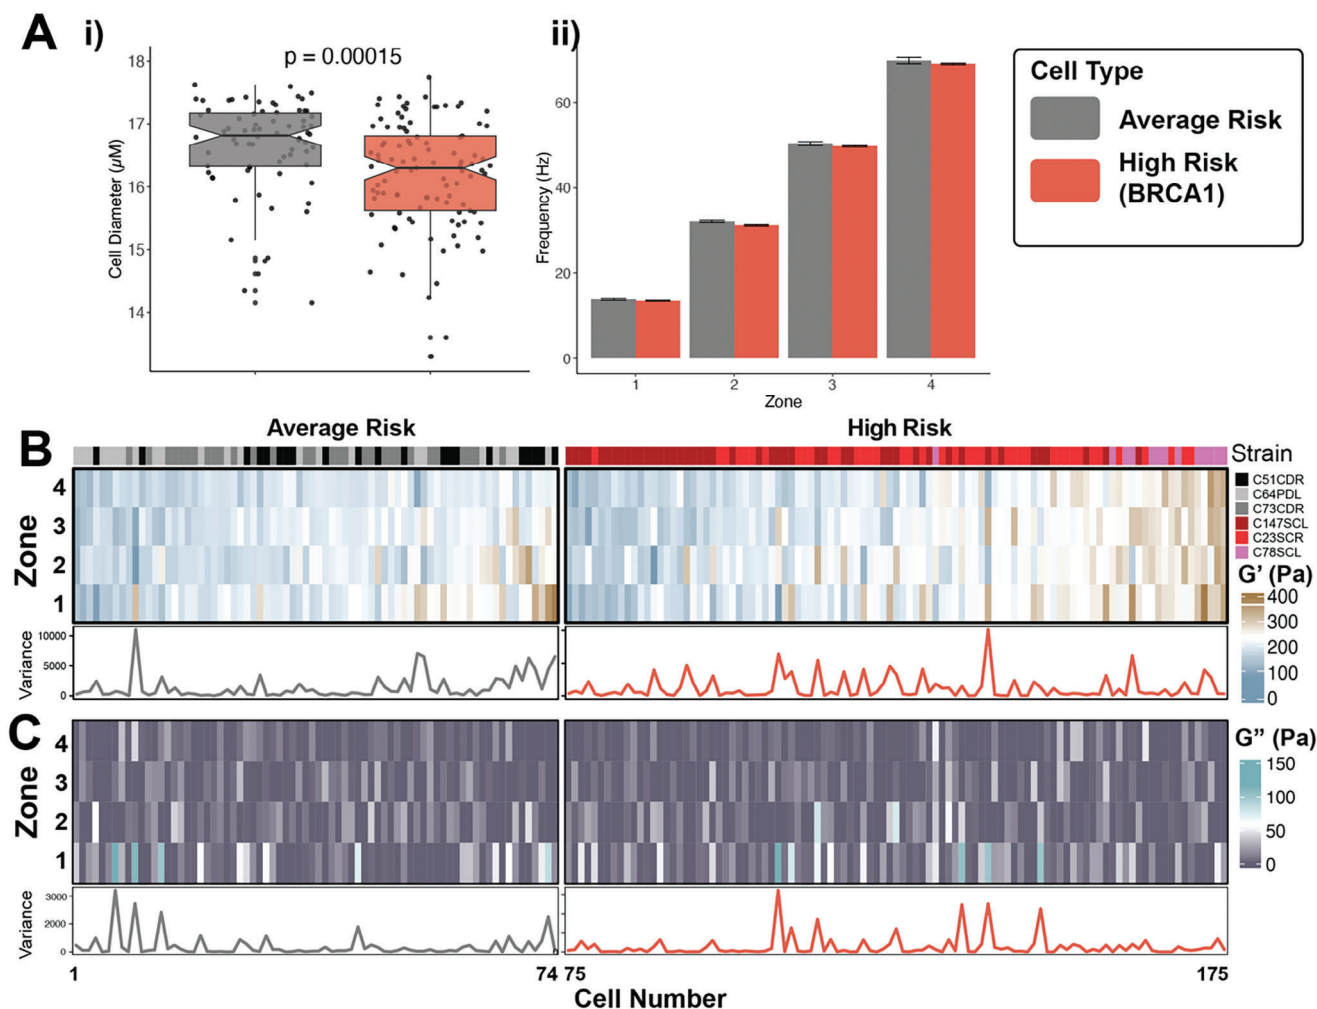 A i) ii)
p = 0.00015
18
17
16
15
14
Cell Diameter (μM)
60
40
20
0
Frequency (Hz)
1 2 3 4
Zone
Cell Type
Average Risk
High Risk
(BRCA1)
B
Average Risk High Risk
Strain
C51CDR
C64PDL
C73CDR
C147SCL
C23SCR
C78SCL
Zone
4
3
2
1
G' (Pa)
400
300
200
100
0
Variance
10000
5000
0
C
Zone
4
3
2
1
G" (Pa)
150
100
50
0
Variance
3000
2000
0
0
1 74 75 175
Cell Number